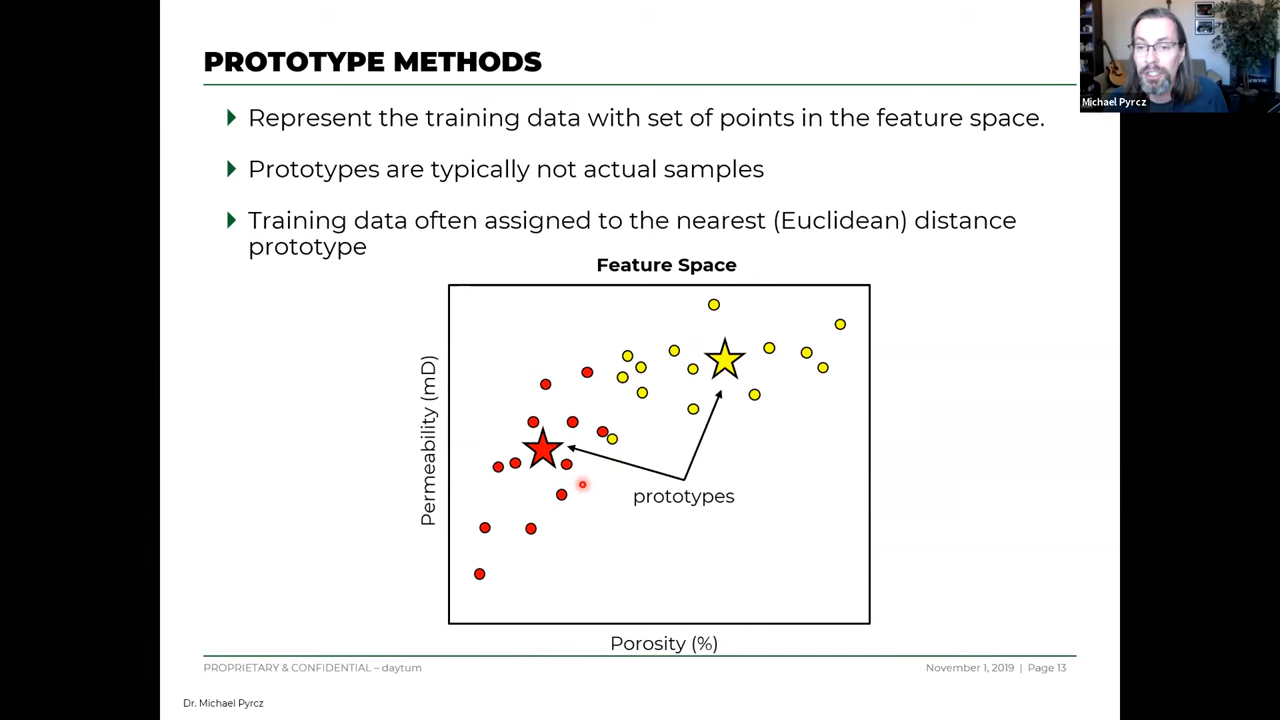 PROTOTYPE METHODS
Michael Pyrcz
Represent the training data with set of points in the feature space.
Prototypes are typically not actual samples
Training data often assigned to the nearest (Euclidean) distance
prototype
Feature Space
Permeability (mD)
prototypes
Porosity (%)
PROPRIETARY & CONFIDENTIAL – daytum
November 1, 2019 | Page 13
Dr. Michael Pyrcz